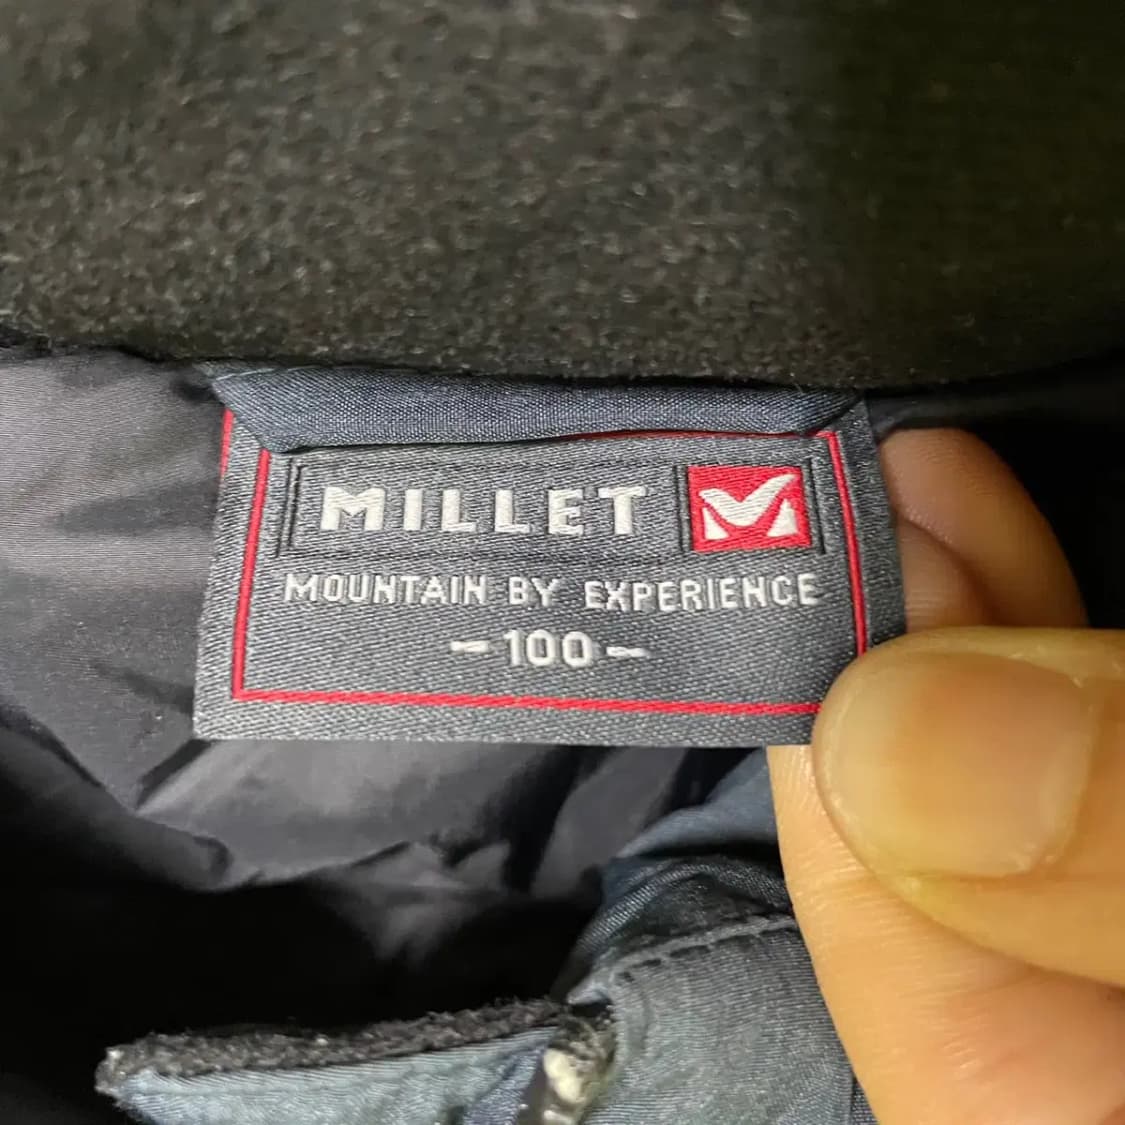 MILLET
MOUNTAIN BY EXPERIENCE
-100-